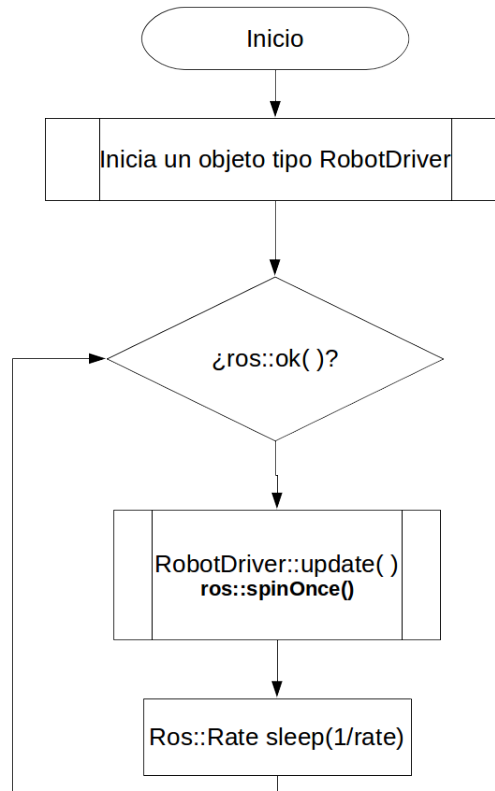 Inicio
Inicia un objeto tipo RobotDriver
¿ros::ok( )?
RobotDriver::update( )
ros::spinOnce()
Ros::Rate sleep(1/rate)